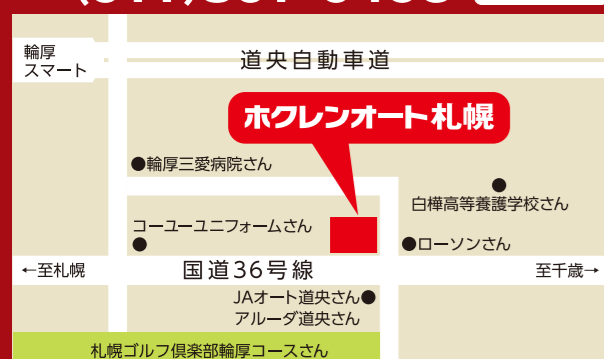 輪厚
スマート
道央自動車道
ホクレンオート札幌
●輪厚三愛病院さん
白樺高等養護学校さん
コーユーユニフォームさん
●ローソンさん
←至札幌
国道36号線
至千歳→
JAオート道央さん●
アルーダ道央さん
札幌ゴルフ倶楽部輪厚コースさん